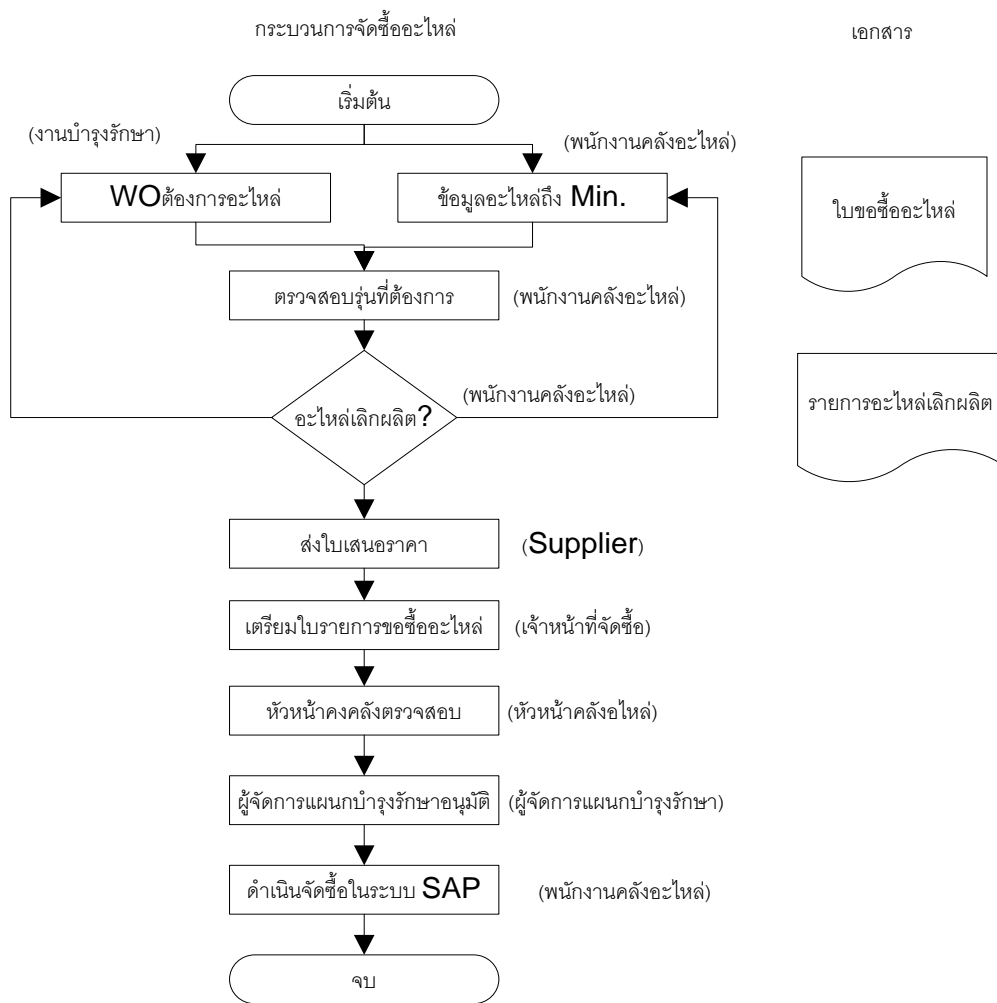 กระบวนการจัดซื้ออะไหล่
เอกสาร
เริ่มต้น
(งานบำรุงรักษา)
(พนักงานคลังอะไหล่)
WOต้องการอะไหล่
ข้อมูลอะไหล่ถึง Min.
ใบขอซื้ออะไหล่
ตรวจสอบรุ่นที่ต้องการ
(พนักงานคลังอะไหล่)
(พนักงานคลังอะไหล่)
อะไหล่เลิกผลิต?
รายการอะไหล่เลิกผลิต
ส่งใบเสนอราคา
(Supplier)
เตรียมใบรายการขอซื้ออะไหล่
(เจ้าหน้าที่จัดซื้อ)
หัวหน้าคงคลังตรวจสอบ
(หัวหน้าคลังอไหล่)
ผู้จัดการแผนกบำรุงรักษาอนุมัติ
(ผู้จัดการแผนกบำรุงรักษา)
ดำเนินจัดซื้อในระบบ SAP
(พนักงานคลังอะไหล่)
จบ